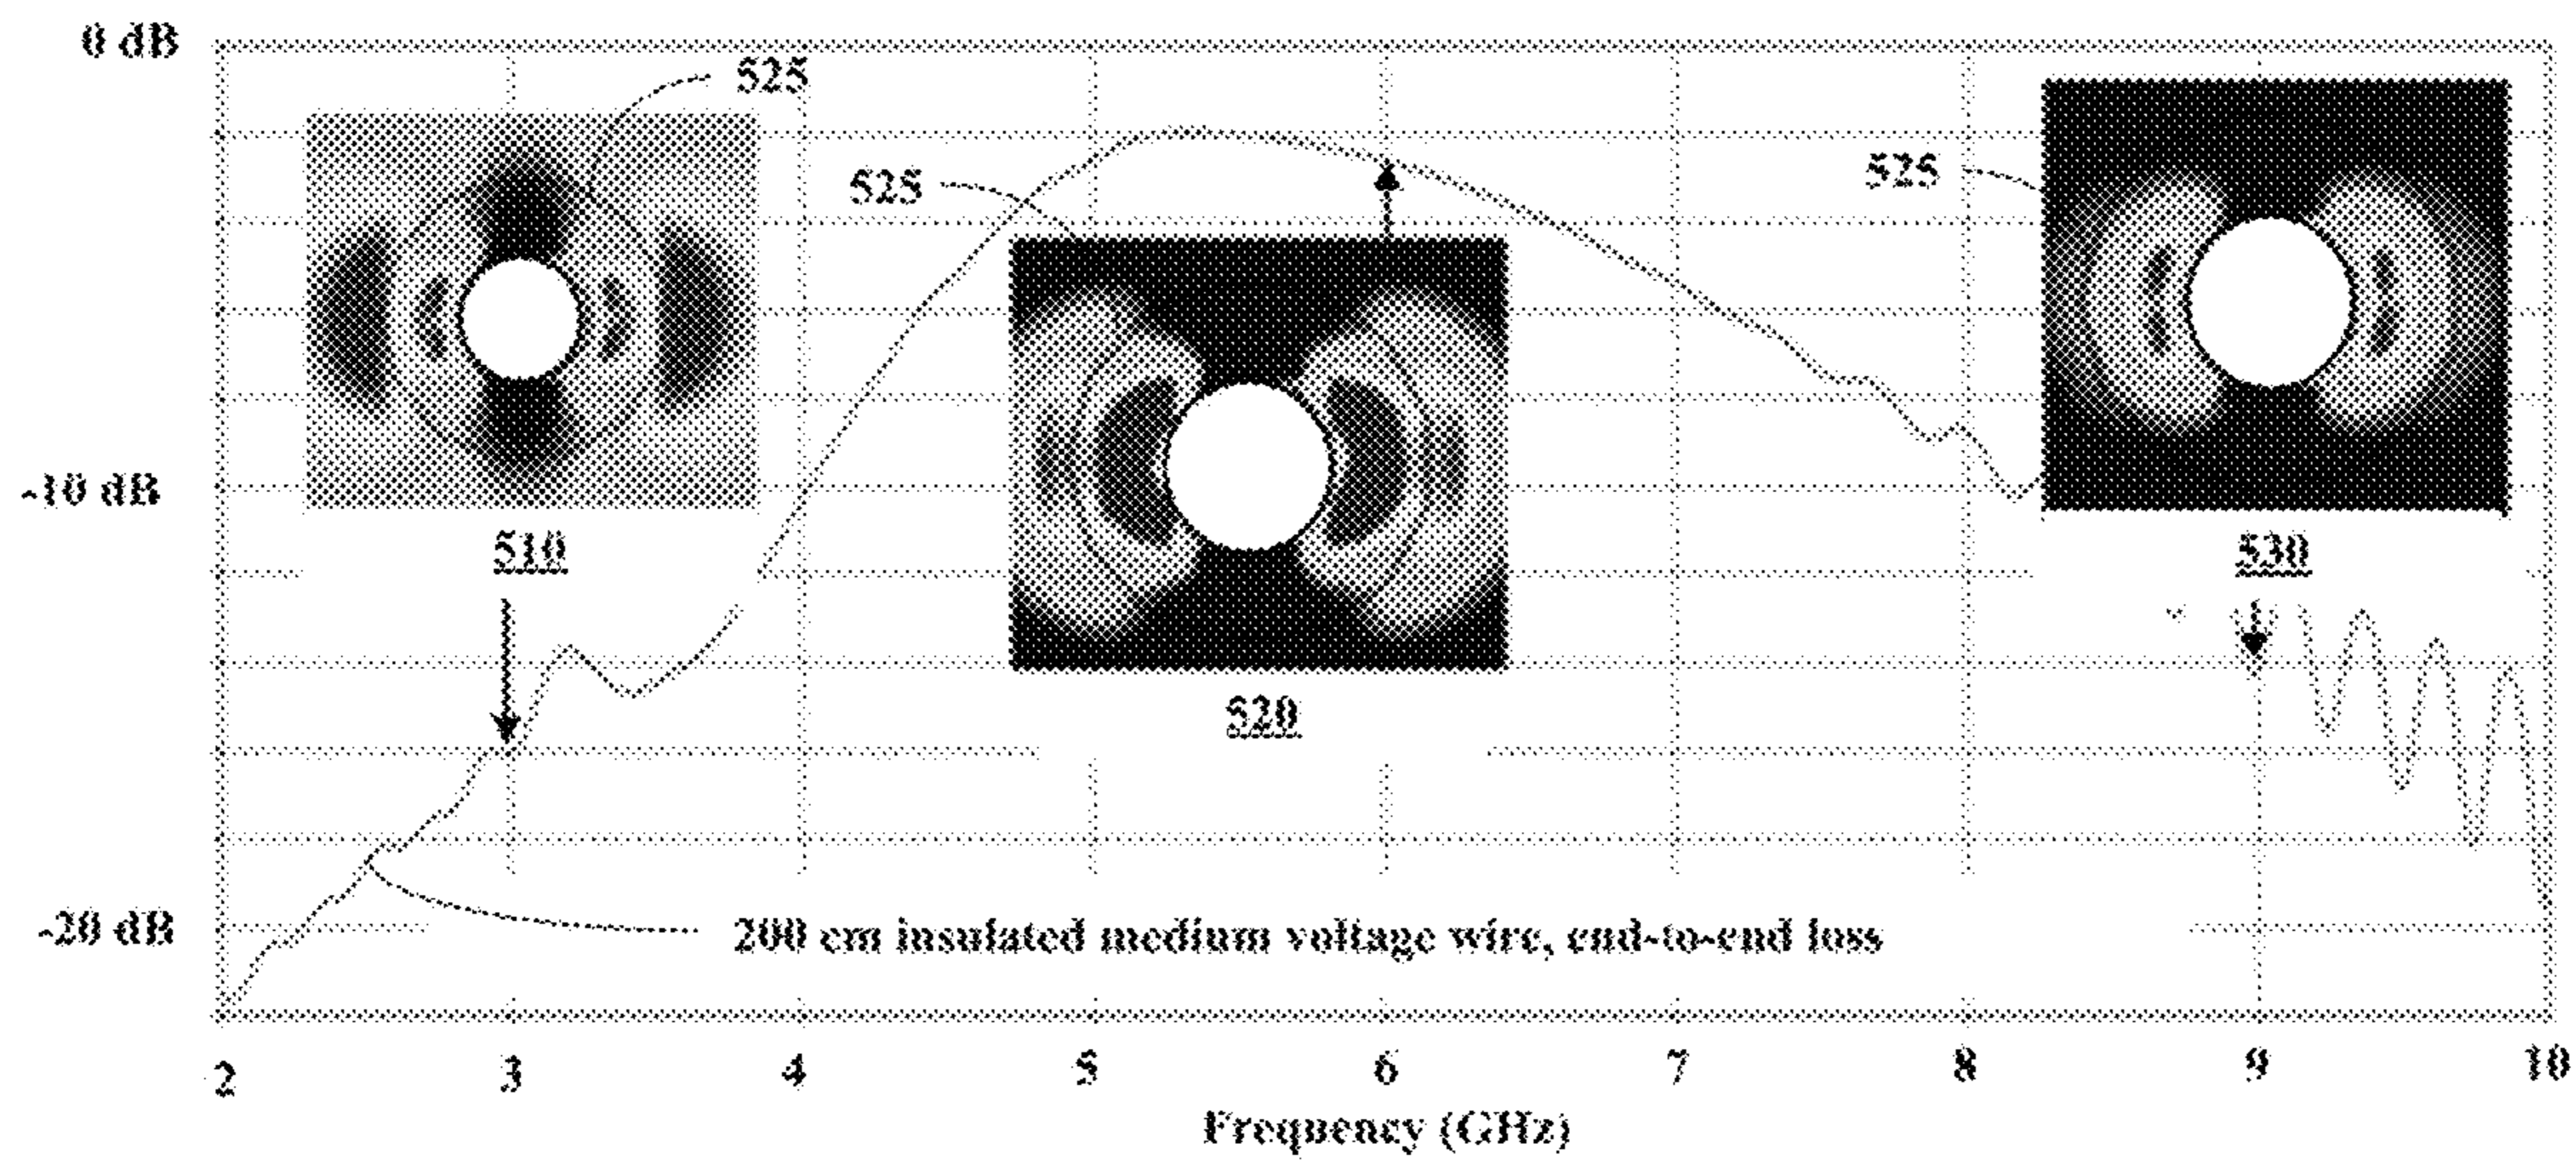 0 dB
525
525
525
-10 dB
510
530
520
-20 dB
200 cm insulated medium voltage wire, end-to-end loss
2 3 4 5 6 7 8 9 10
Frequency (GHz)